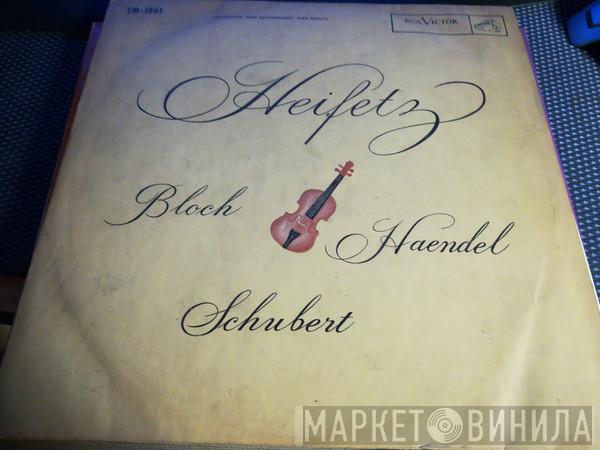 LM-1861
RCA VICTOR
Heifetz
Bloch
Haendel
Schubert
МАРКЕТ ВИНИЛА